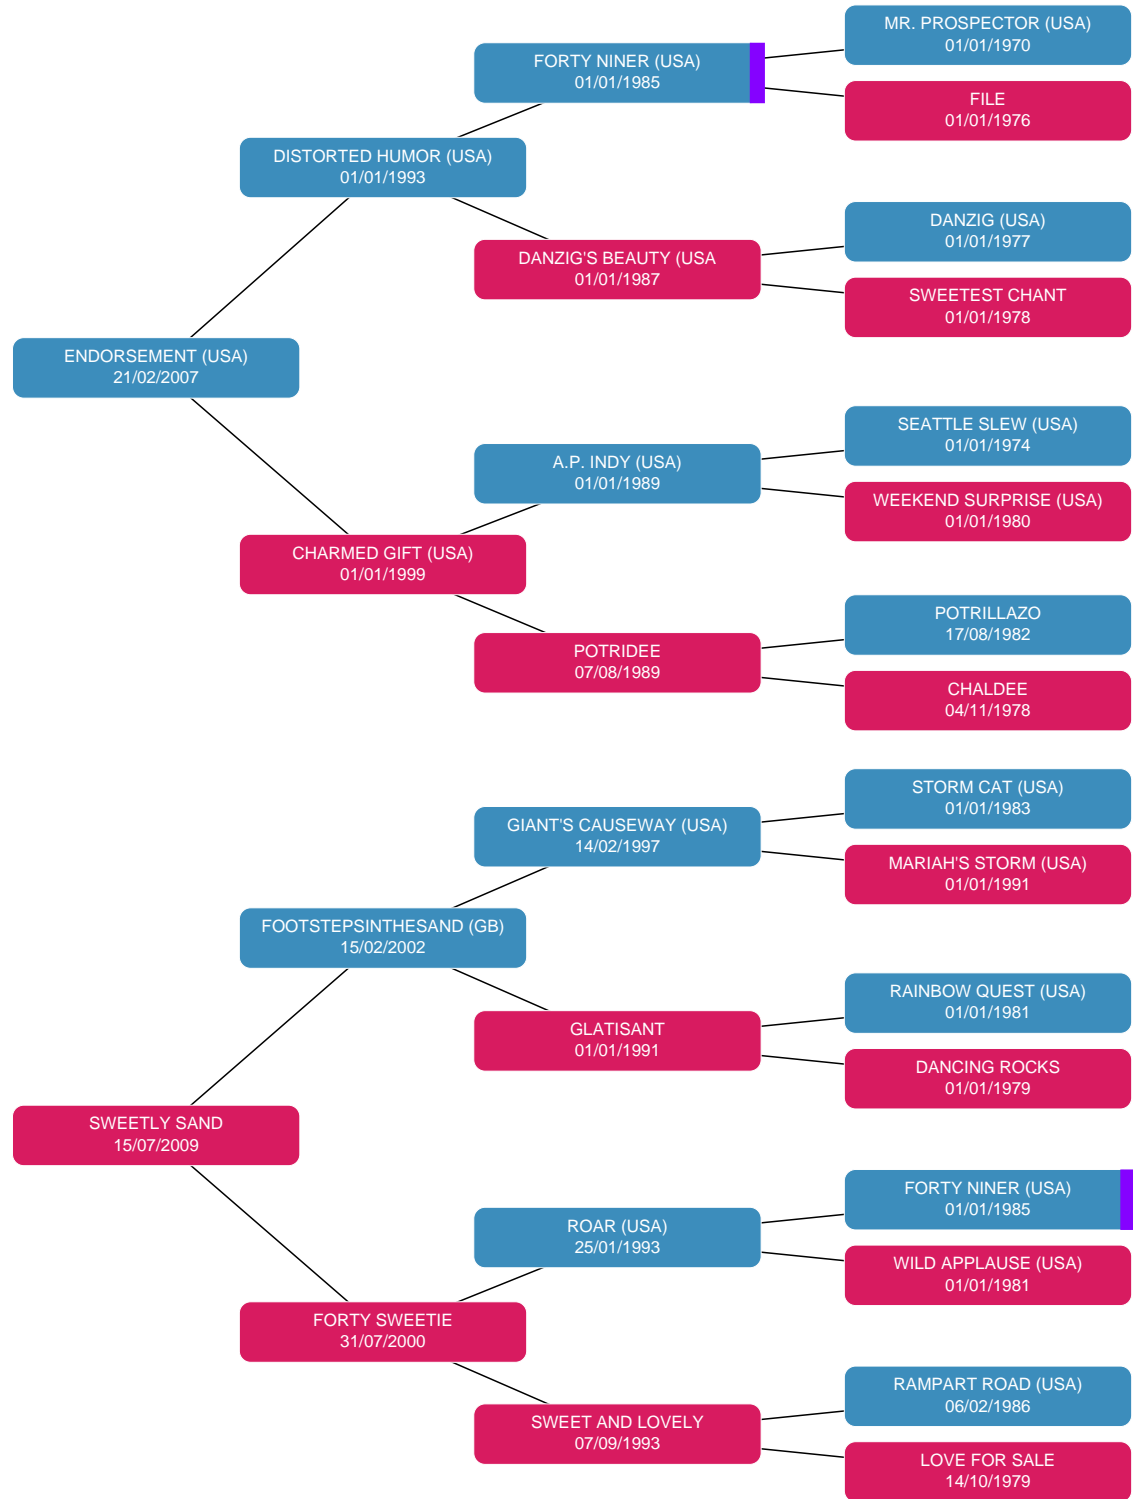 MR. PROSPECTOR (USA)
01/01/1970
FORTY NINER (USA)
01/01/1985
FILE
01/01/1976
DISTORTED HUMOR (USA)
01/01/1993
DANZIG (USA)
01/01/1977
DANZIG'S BEAUTY (USA
01/01/1987
SWEETEST CHANT
01/01/1978
ENDORSEMENT (USA)
21/02/2007
SEATTLE SLEW (USA)
01/01/1974
A.P. INDY (USA)
01/01/1989
WEEKEND SURPRISE (USA)
01/01/1980
CHARMED GIFT (USA)
01/01/1999
POTRILLAZO
17/08/1982
POTRIDEE
07/08/1989
CHALDEE
04/11/1978
STORM CAT (USA)
01/01/1983
GIANT'S CAUSEWAY (USA)
14/02/1997
MARIAH'S STORM (USA)
01/01/1991
FOOTSTEPSINTHESAND (GB)
15/02/2002
RAINBOW QUEST (USA)
01/01/1981
GLATISANT
01/01/1991
DANCING ROCKS
01/01/1979
SWEETLY SAND
15/07/2009
FORTY NINER (USA)
01/01/1985
ROAR (USA)
25/01/1993
WILD APPLAUSE (USA)
01/01/1981
FORTY SWEETIE
31/07/2000
RAMPART ROAD (USA)
06/02/1986
SWEET AND LOVELY
07/09/1993
LOVE FOR SALE
14/10/1979